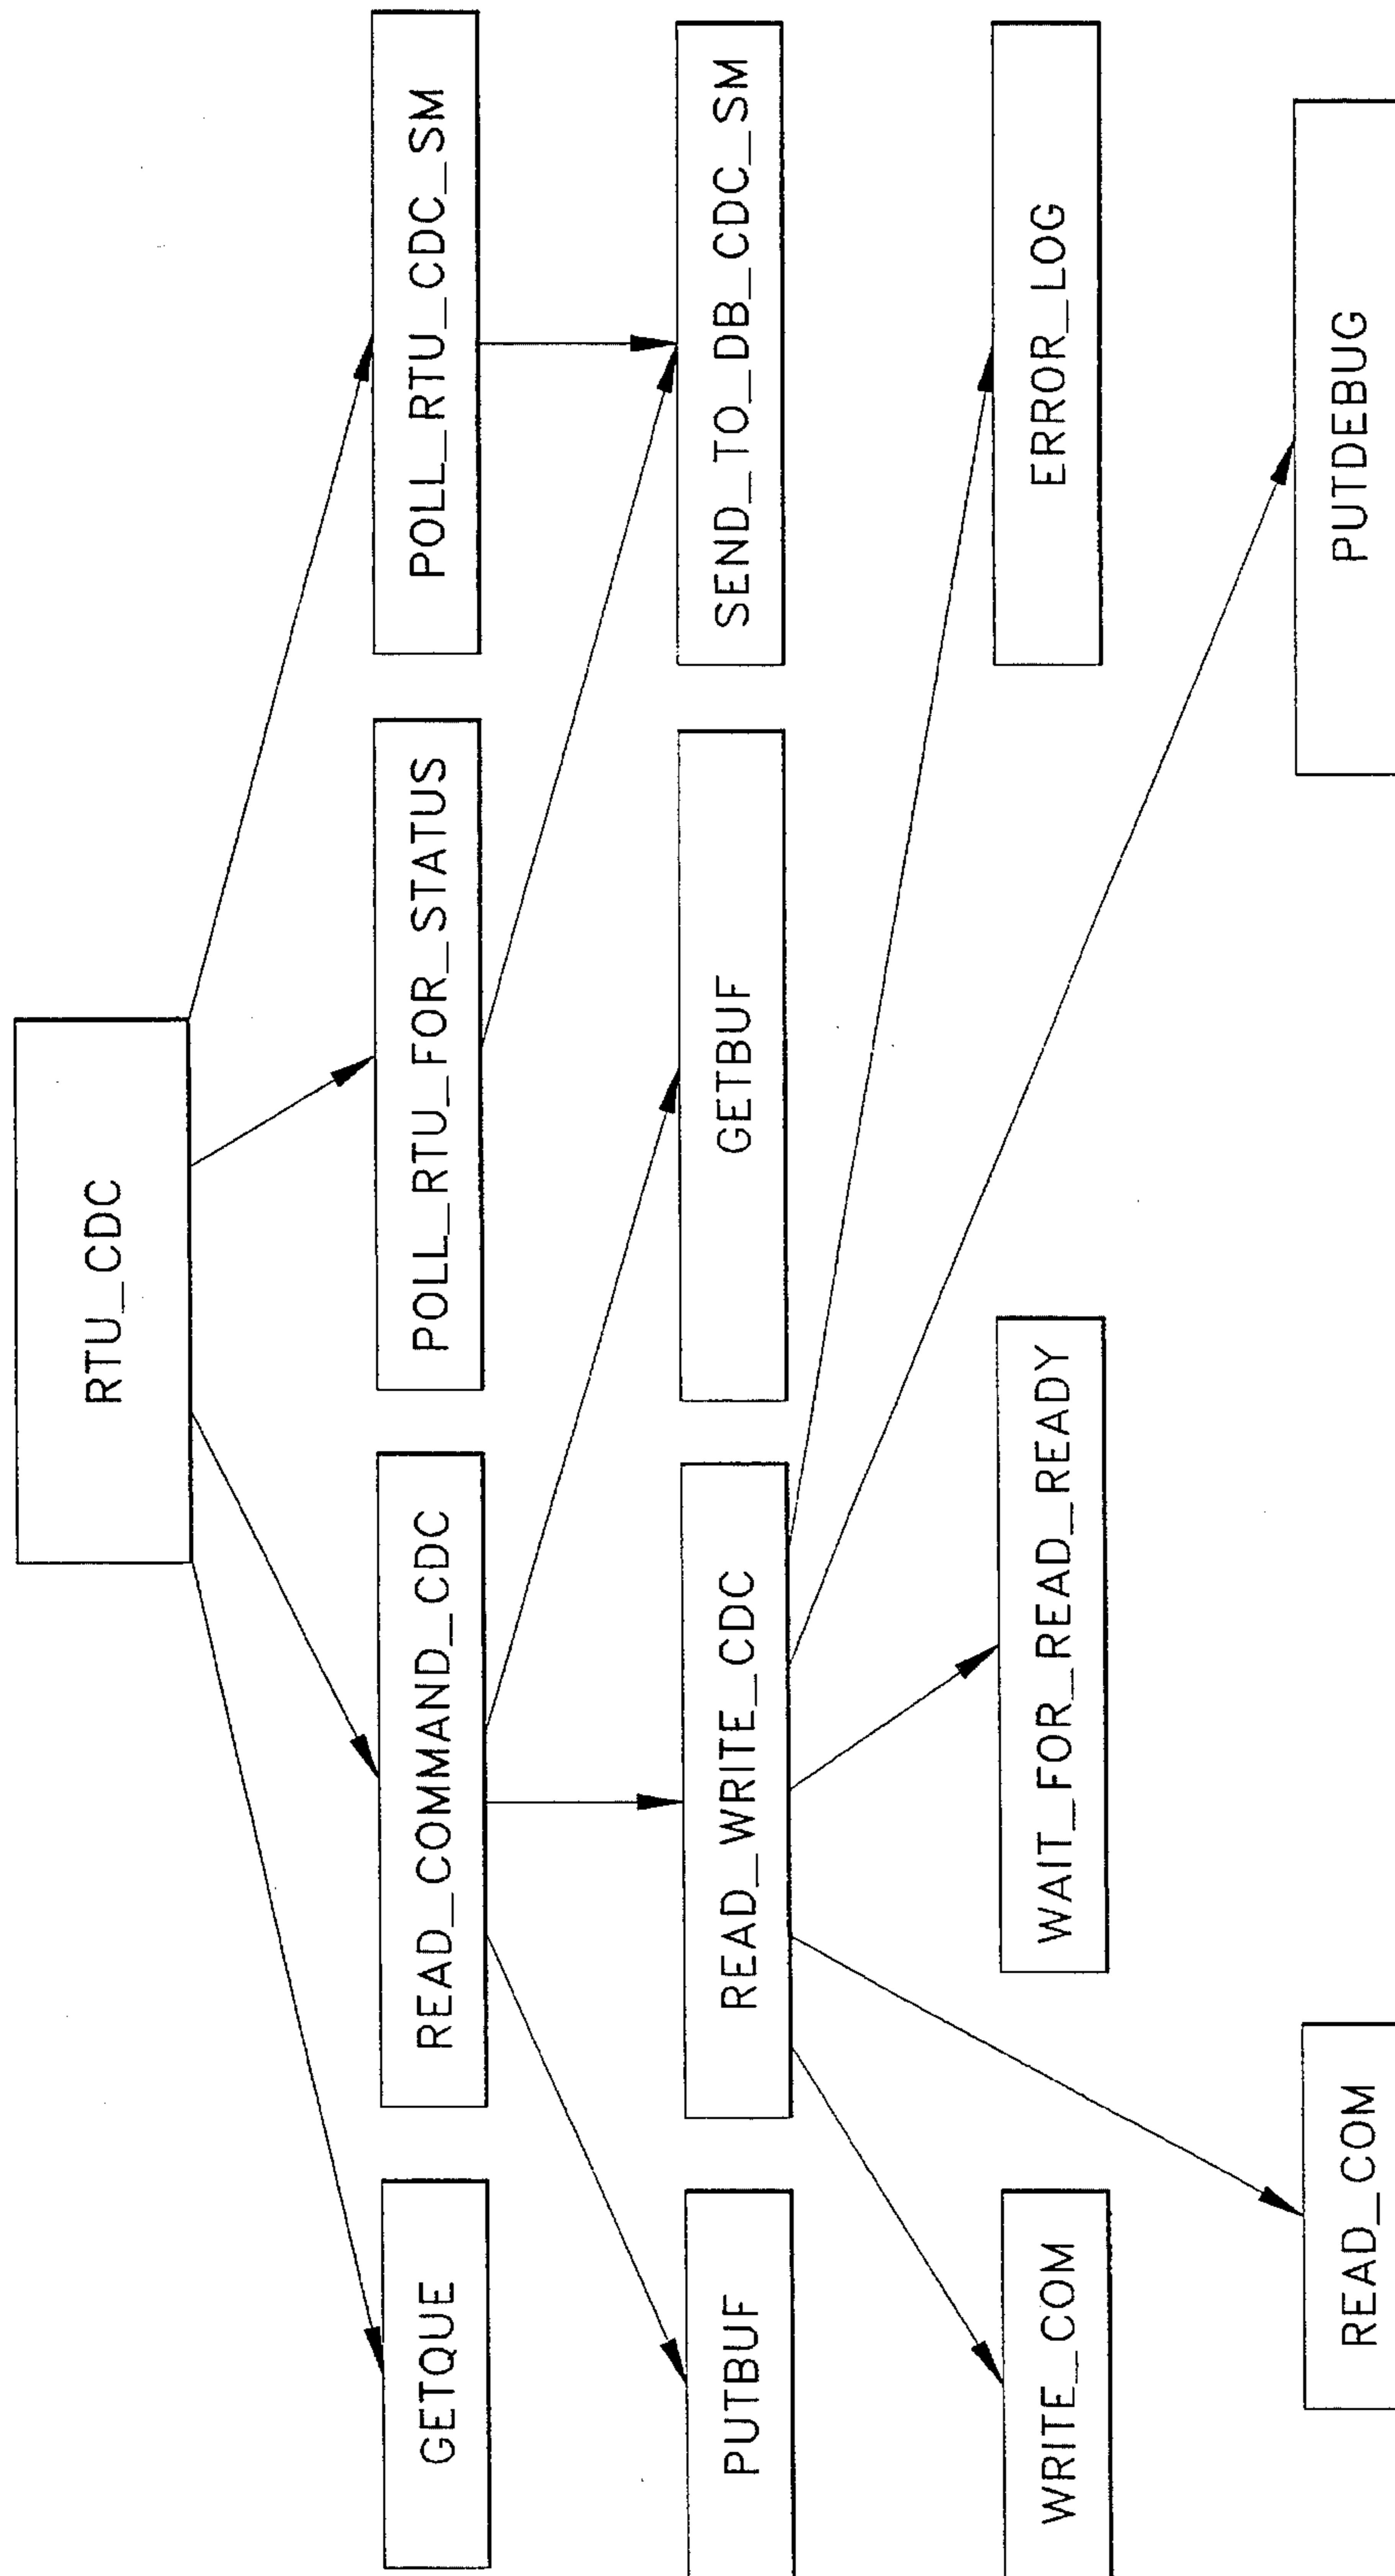 RTU_CDC
GETQUE
READ_COMMAND_CDC
POLL_RTU_FOR_STATUS
POLL_RTU_CDC_SM
PUTBUF
READ_WRITE_CDC
GETBUF
SEND_TO_DB_CDC_SM
WRITE_COM
WAIT_FOR_READ_READY
ERROR_LOG
READ_COM
PUTDEBUG